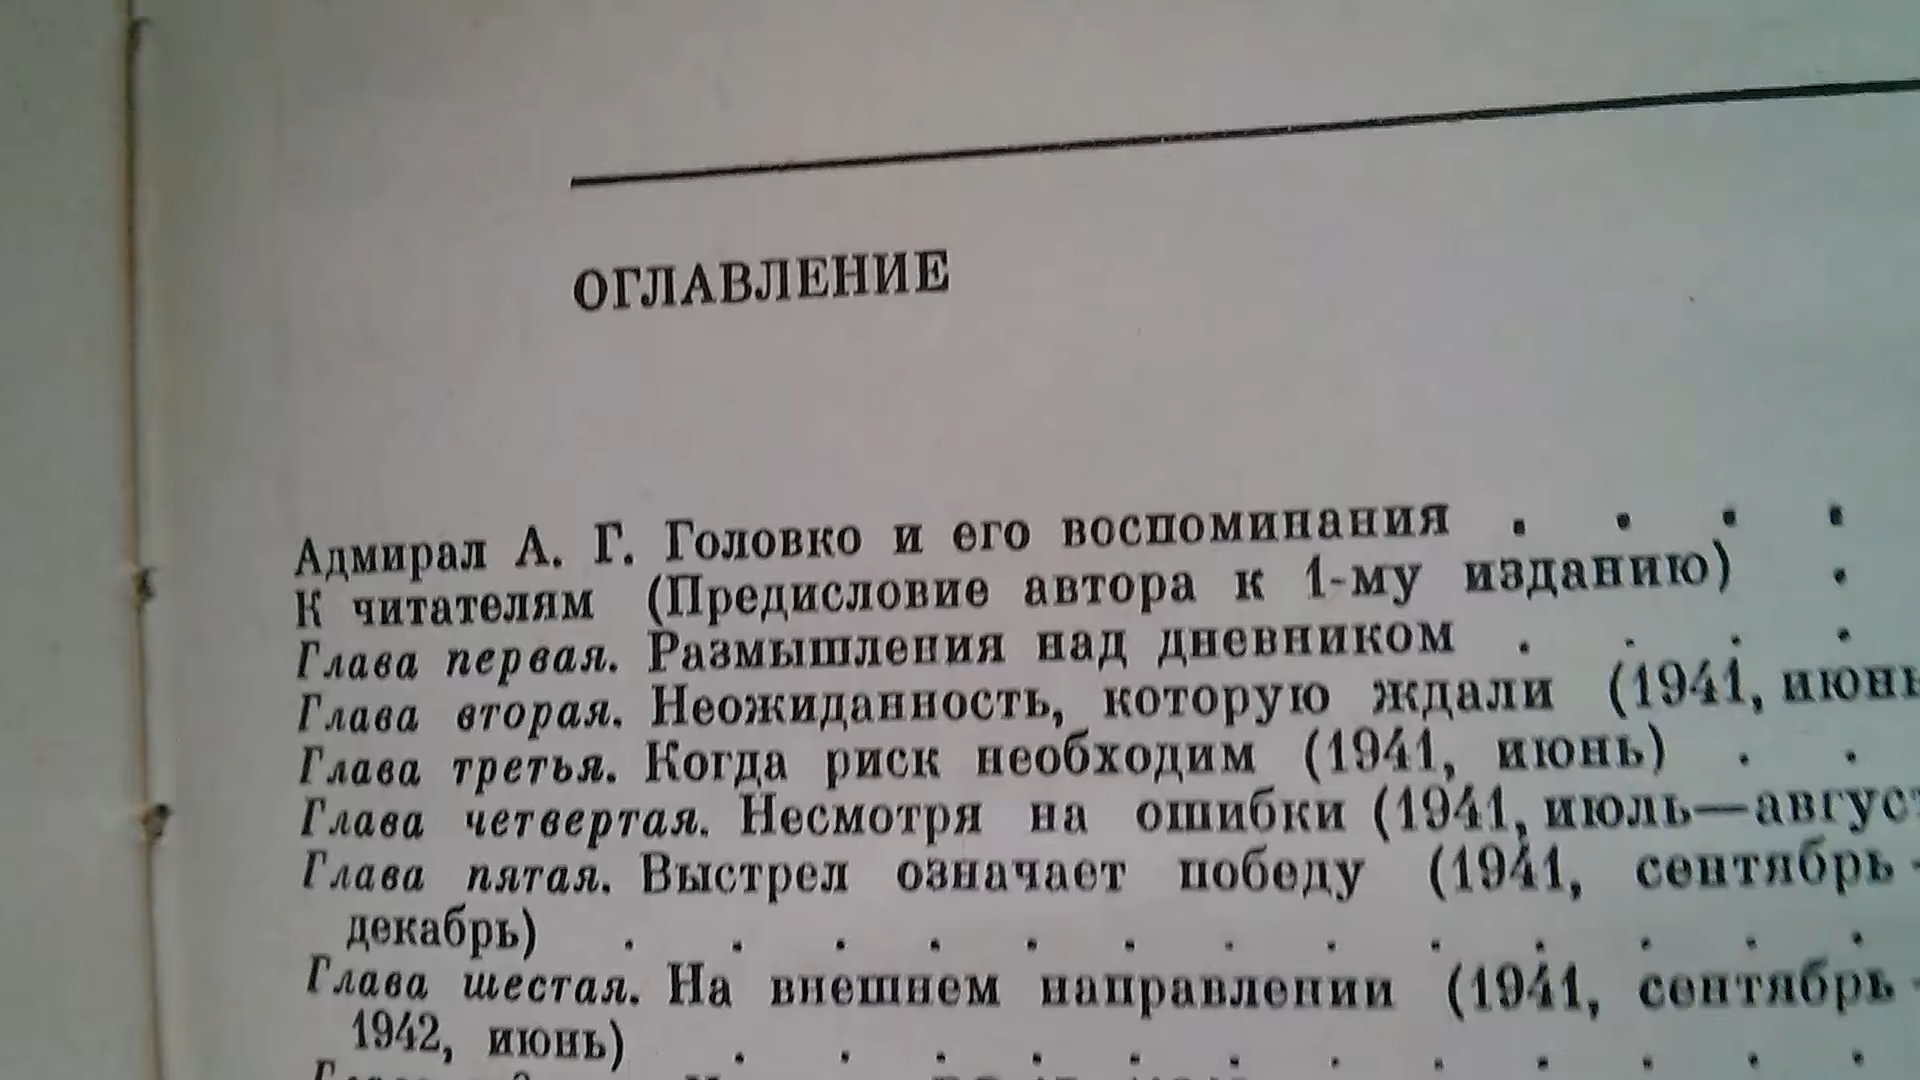 ОГЛАВЛЕНИЕ
Адмирал А. Г. Головко и его воспоминания . . . .
К читателям (Предисловие автора к 1-му изданию) .
Глава первая. Размышления над дневником . . . .
Глава вторая. Неожиданность, которую ждали (1941, июнь
Глава третья. Когда риск необходим (1941, июнь) . .
Глава четвертая. Несмотря на ошибки (1941, июль—август
Глава пятая. Выстрел означает победу (1941, сентябрь -
декабрь) . . . . . . . . . . . . .
Глава шестая. На внешнем направлении (1941, сентябрь -
1942, июнь) . . . . . . . . . . . .